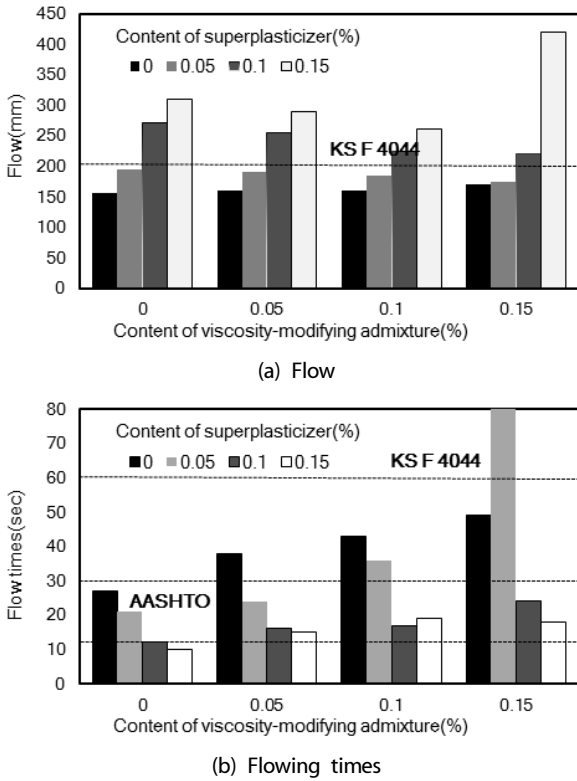 450
400
350
300
250
200
150
100
50
0
Flow(mm)
Content of superplasticizer(%)
0 0.05 0.1 0.15
KS F 4044
0 0.05 0.1 0.15
Content of viscosity-modifying admixture(%)
(a) Flow
80
70
60
50
40
30
20
10
0
Flow times(sec)
Content of superplasticizer(%)
0 0.05 0.1 0.15
KS F 4044
AASHTO
0 0.05 0.1 0.15
Content of viscosity-modifying admixture(%)
(b) Flowing times